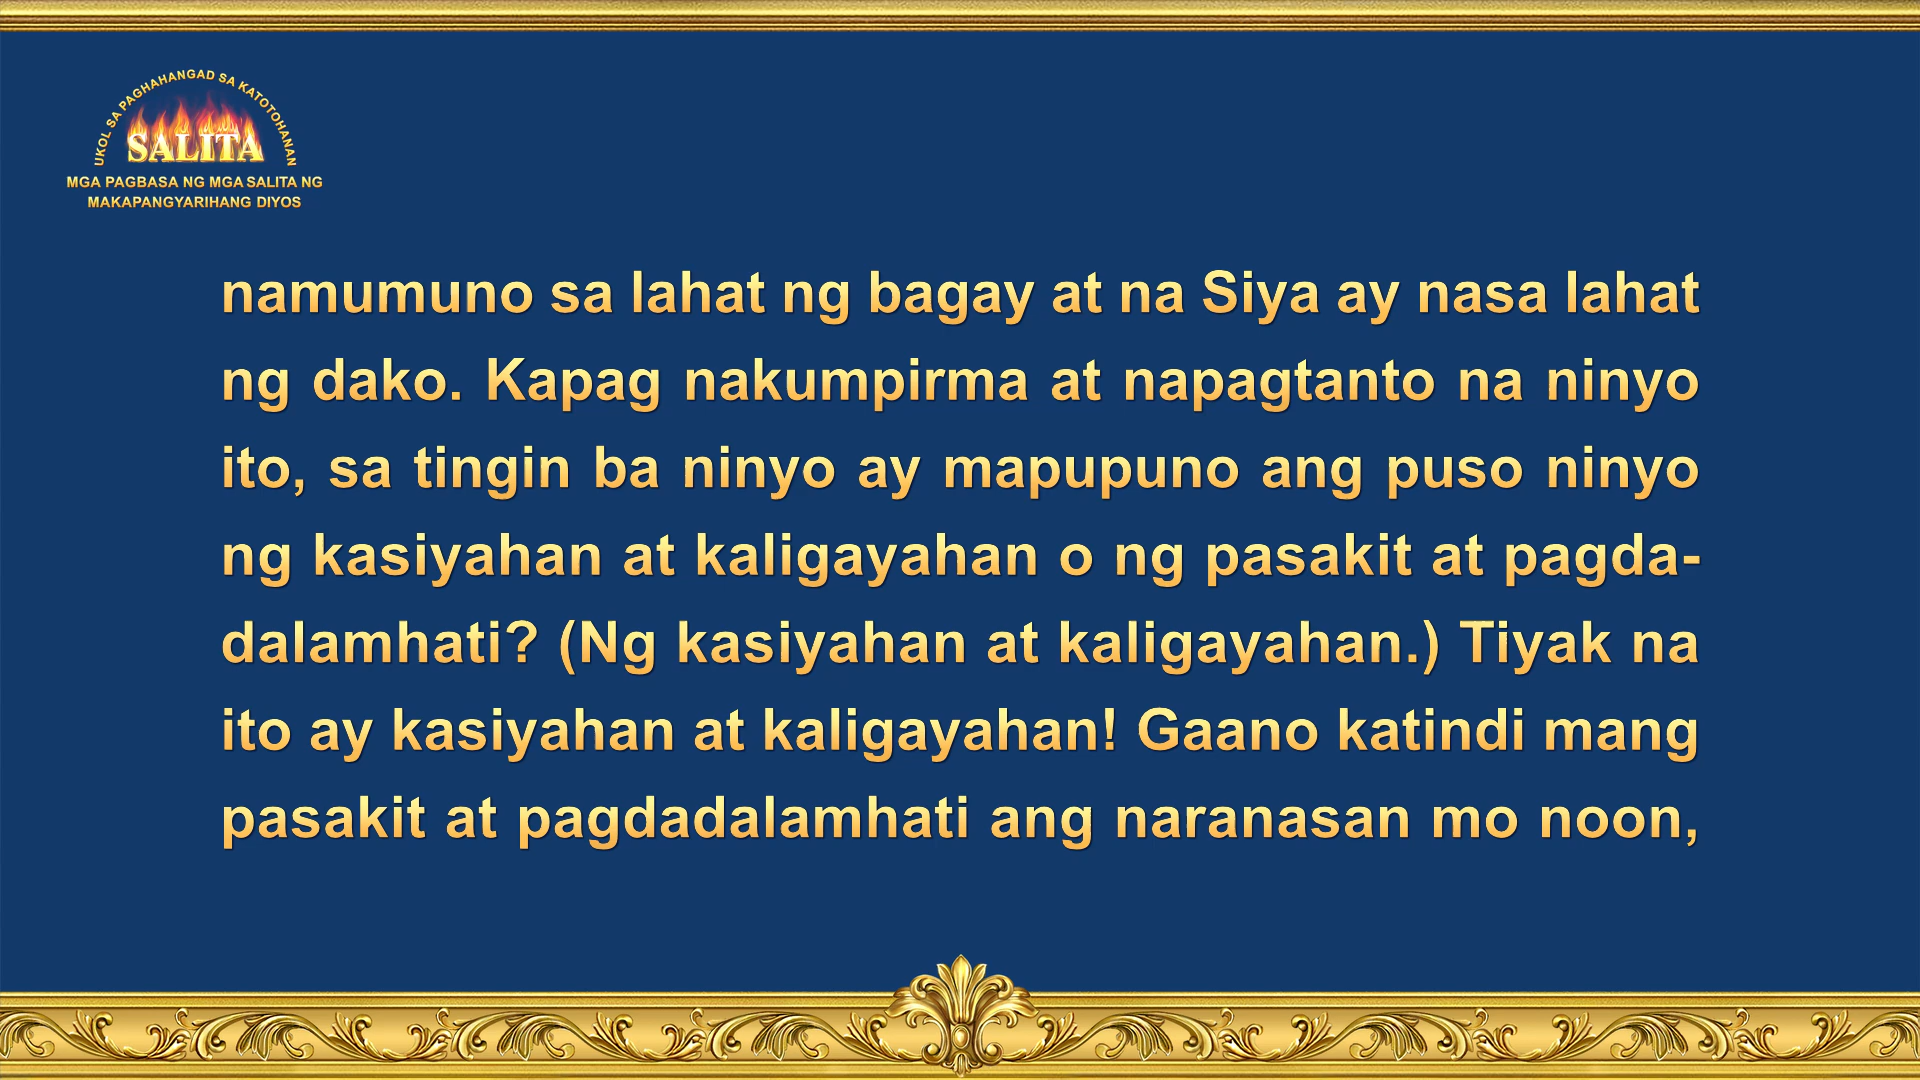 UKOL SA PAGHAHANGAD SA KATOTOHANAN
SALITA
MGA PAGBASA NG MGA SALITA NG
MAKAPANGYARIHANG DIYOS
namumuno sa lahat ng bagay at na Siya ay nasa lahat
ng dako. Kapag nakumpirma at napagtanto na ninyo
ito, sa tingin ba ninyo ay mapupuno ang puso ninyo
ng kasiyahan at kaligayahan o ng pasakit at pagda-
dalamhati? (Ng kasiyahan at kaligayahan.) Tiyak na
ito ay kasiyahan at kaligayahan! Gaano katindi mang
pasakit at pagdadalamhati ang naranasan mo noon,